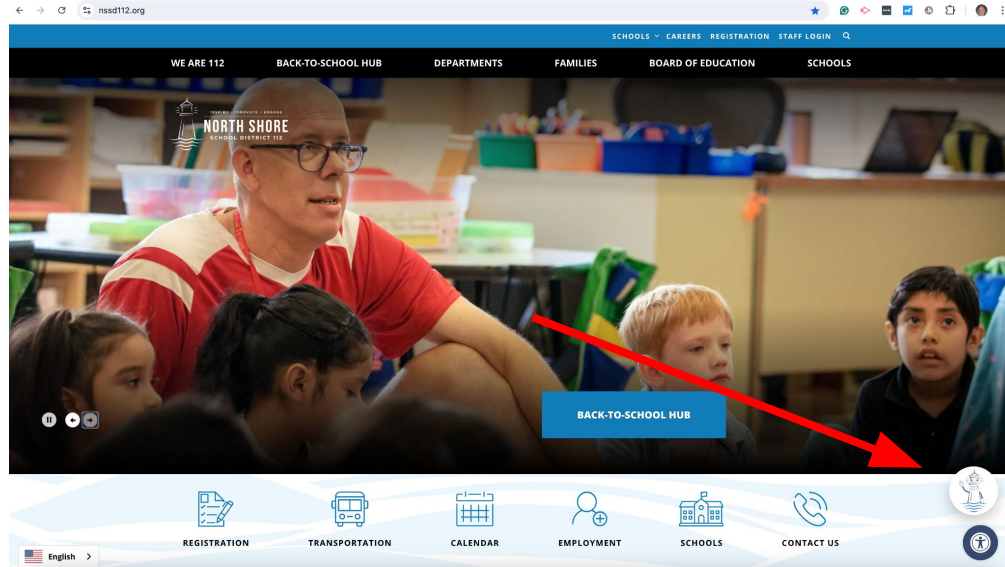 nssd112.org
SCHOOLS CAREERS REGISTRATION STAFF LOGIN
WE ARE 112 BACK-TO-SCHOOL HUB DEPARTMENTS FAMILIES BOARD OF EDUCATION SCHOOLS
INSPIRE · INNOVATE · ENGAGE
NORTH SHORE
SCHOOL DISTRICT 112
BACK-TO-SCHOOL HUB
REGISTRATION TRANSPORTATION CALENDAR EMPLOYMENT SCHOOLS CONTACT US
English